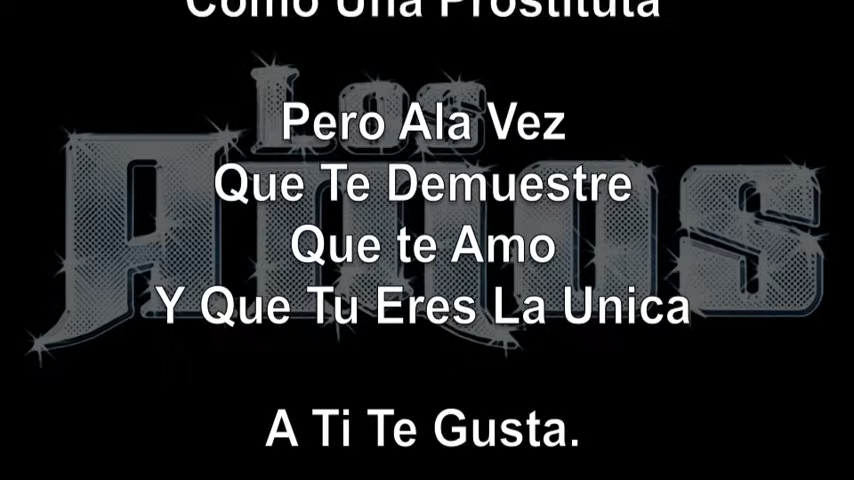 Como Una Prostituta
Los
Pero Ala Vez
Que Te Demuestre
Que te Amo
Y Que Tu Eres La Unica
A Ti Te Gusta.